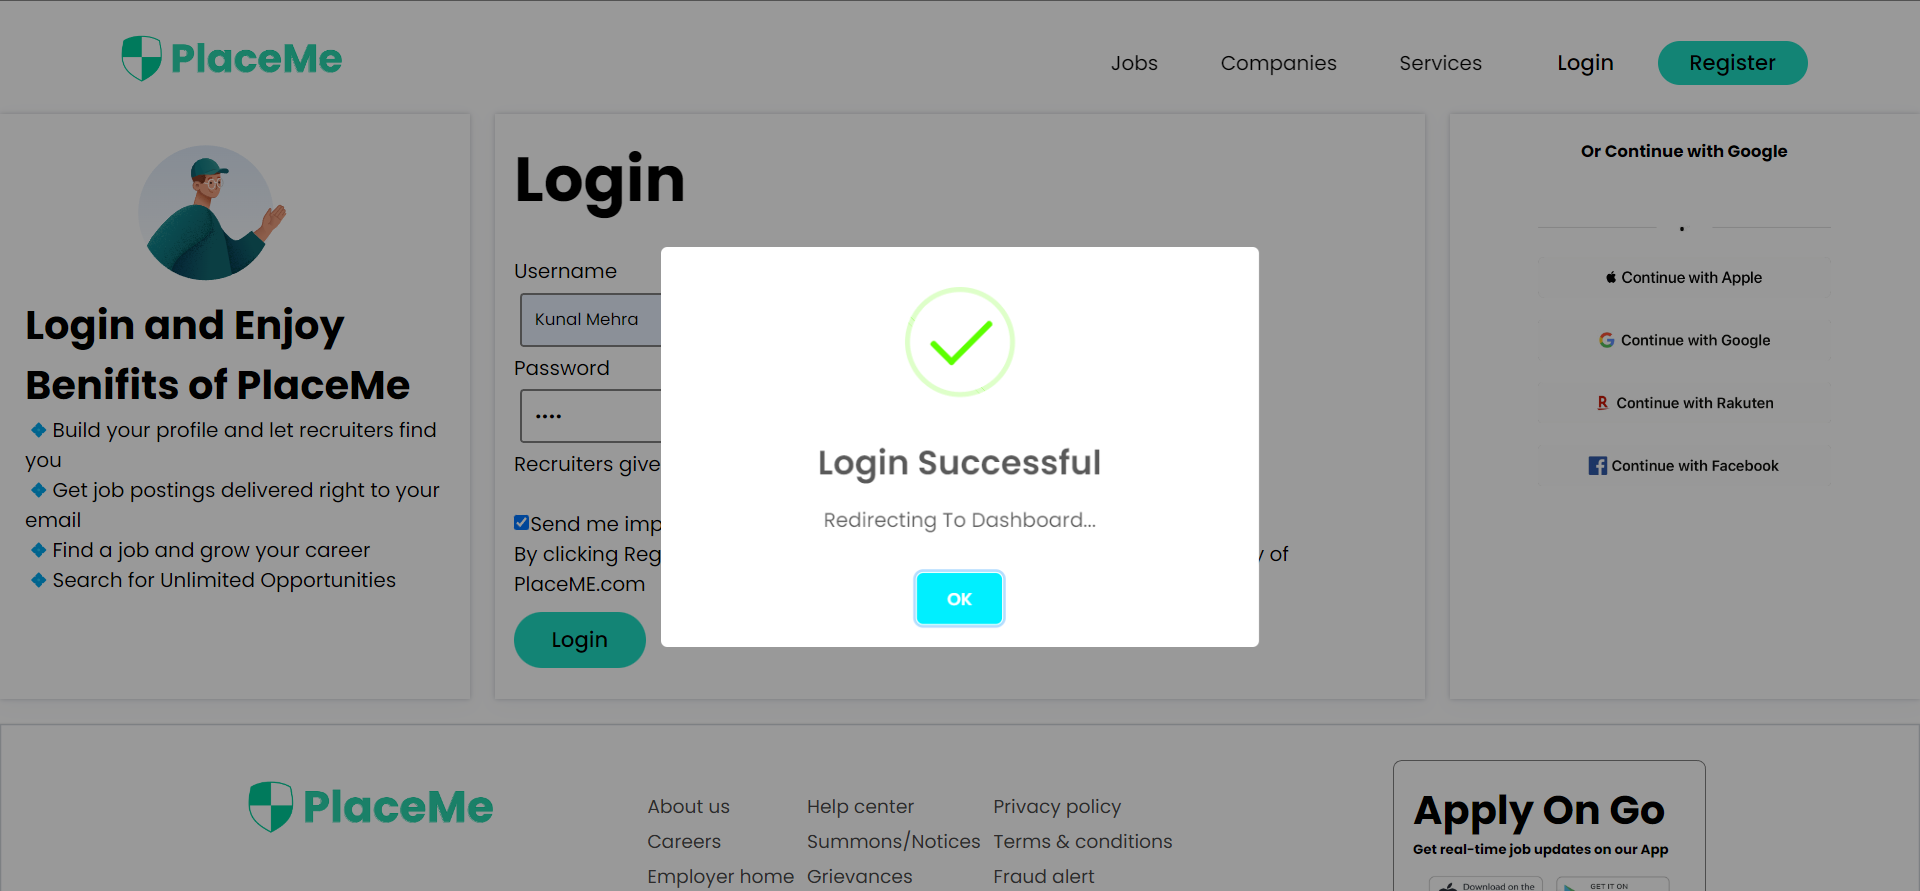 PlaceMe
Jobs
Companies
Services
Login
Register
Login and Enjoy
Benifits of PlaceMe
Build your profile and let recruiters find
you
Get job postings delivered right to your
email
Find a job and grow your career
Search for Unlimited Opportunities
Login
Username
Kunal Mehra
Password
••••
Recruiters give
Send me imp
By clicking Reg
y of
PlaceME.com
Login
Login Successful
Redirecting To Dashboard...
OK
Or Continue with Google
Continue with Apple
Continue with Google
Continue with Rakuten
Continue with Facebook
PlaceMe
About us
Careers
Employer home
Help center
Summons/Notices
Grievances
Privacy policy
Terms & conditions
Fraud alert
Apply On Go
Get real-time job updates on our App
Download on the
GET IT ON